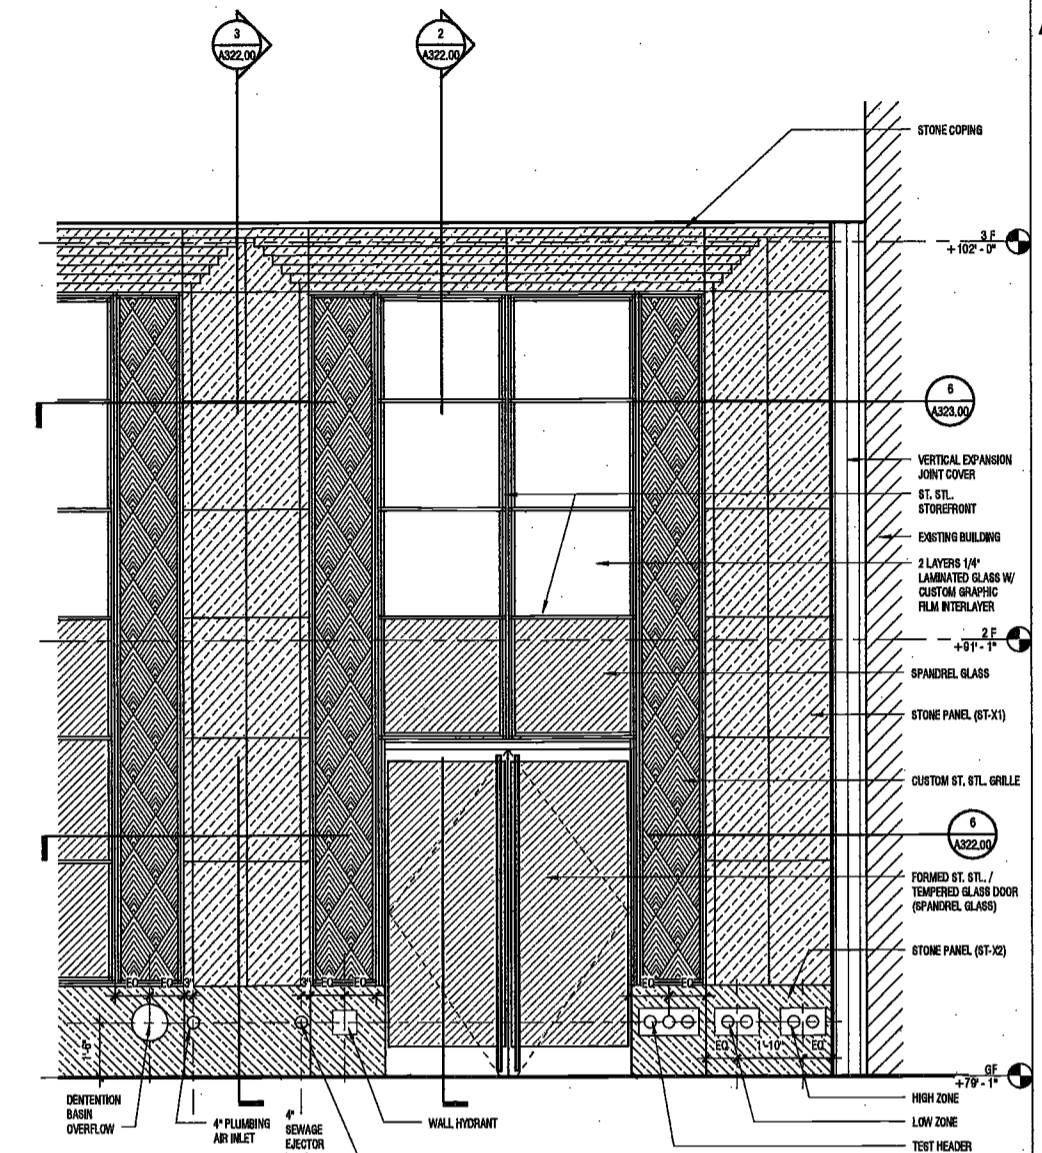 3
A322.00
2
A322.00
STONE COPING
3 F
+102' - 0"
6
A323.00
VERTICAL EXPANSION
JOINT COVER
ST. STL.
STOREFRONT
EXISTING BUILDING
2 LAYERS 1/4"
LAMINATED GLASS W/
CUSTOM GRAPHIC
FILM INTERLAYER
2 F
+91' - 1"
SPANDREL GLASS
STONE PANEL (ST-X1)
CUSTOM ST. STL. GRILLE
6
A322.00
FORMED ST. STL. /
TEMPERED GLASS DOOR
(SPANDREL GLASS)
STONE PANEL (ST-X2)
EQ EQ 3" 3" EQ EQ
1'-6"
EQ 1'-10" EQ
GF
+79' - 1"
DENTENTION
BASIN
OVERFLOW
4" PLUMBING
AIR INLET
4"
SEWAGE
EJECTOR
WALL HYDRANT
HIGH ZONE
LOW ZONE
TEST HEADER